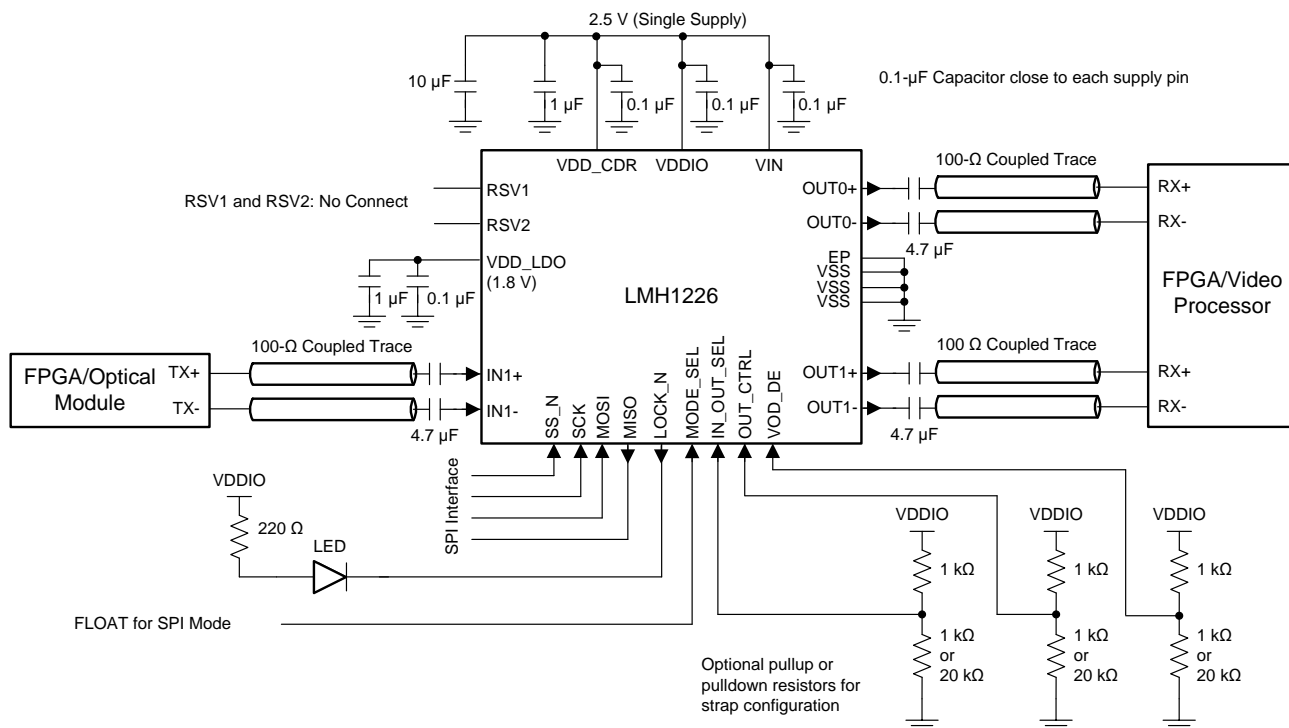 2.5 V (Single Supply)
10 µF
1 µF
0.1 µF
0.1 µF
0.1 µF
0.1-µF Capacitor close to each supply pin
VDD_CDR
VDDIO
VIN
RSV1
RSV2
RSV1 and RSV2: No Connect
VDD_LDO
(1.8 V)
1 µF
0.1 µF
LMH1226
OUT0+
OUT0-
100-Ω Coupled Trace
4.7 µF
RX+
RX-
EP
VSS
VSS
VSS
FPGA/Video
Processor
FPGA/Optical
Module
TX+
TX-
100-Ω Coupled Trace
4.7 µF
IN1+
IN1-
OUT1+
OUT1-
100 Ω Coupled Trace
4.7 µF
RX+
RX-
SS_N
SCK
MOSI
MISO
LOCK_N
MODE_SEL
IN_OUT_SEL
OUT_CTRL
VOD_DE
SPI Interface
VDDIO
220 Ω
LED
FLOAT for SPI Mode
VDDIO
1 kΩ
1 kΩ
or
20 kΩ
VDDIO
1 kΩ
1 kΩ
or
20 kΩ
VDDIO
1 kΩ
1 kΩ
or
20 kΩ
Optional pullup or
pulldown resistors for
strap configuration